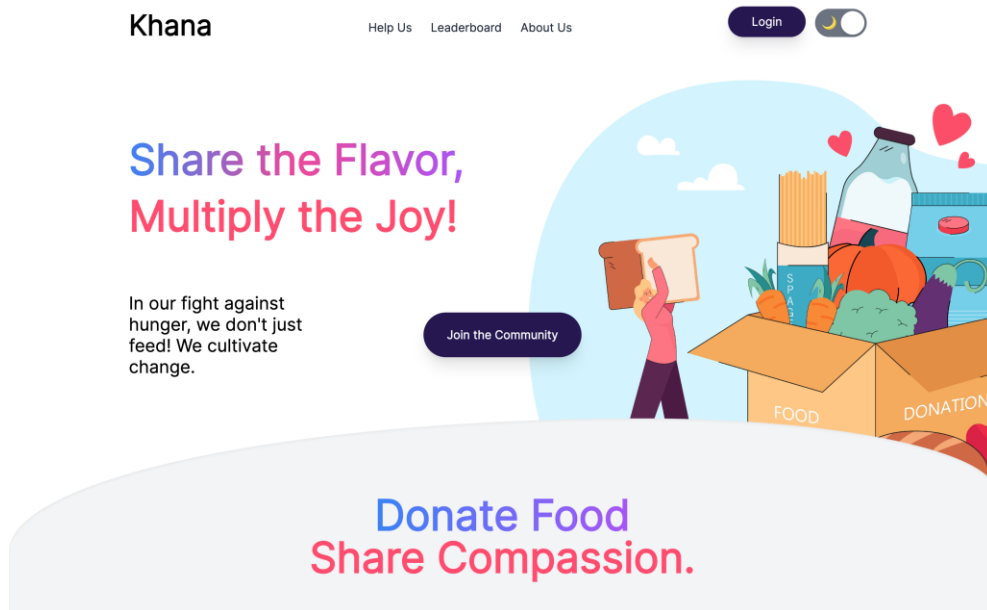 Khana
Help Us Leaderboard About Us
Login
Share the Flavor,
Multiply the Joy!
In our fight against
hunger, we don't just
feed! We cultivate
change.
Join the Community
SPAG
FOOD
DONATION
Donate Food
Share Compassion.